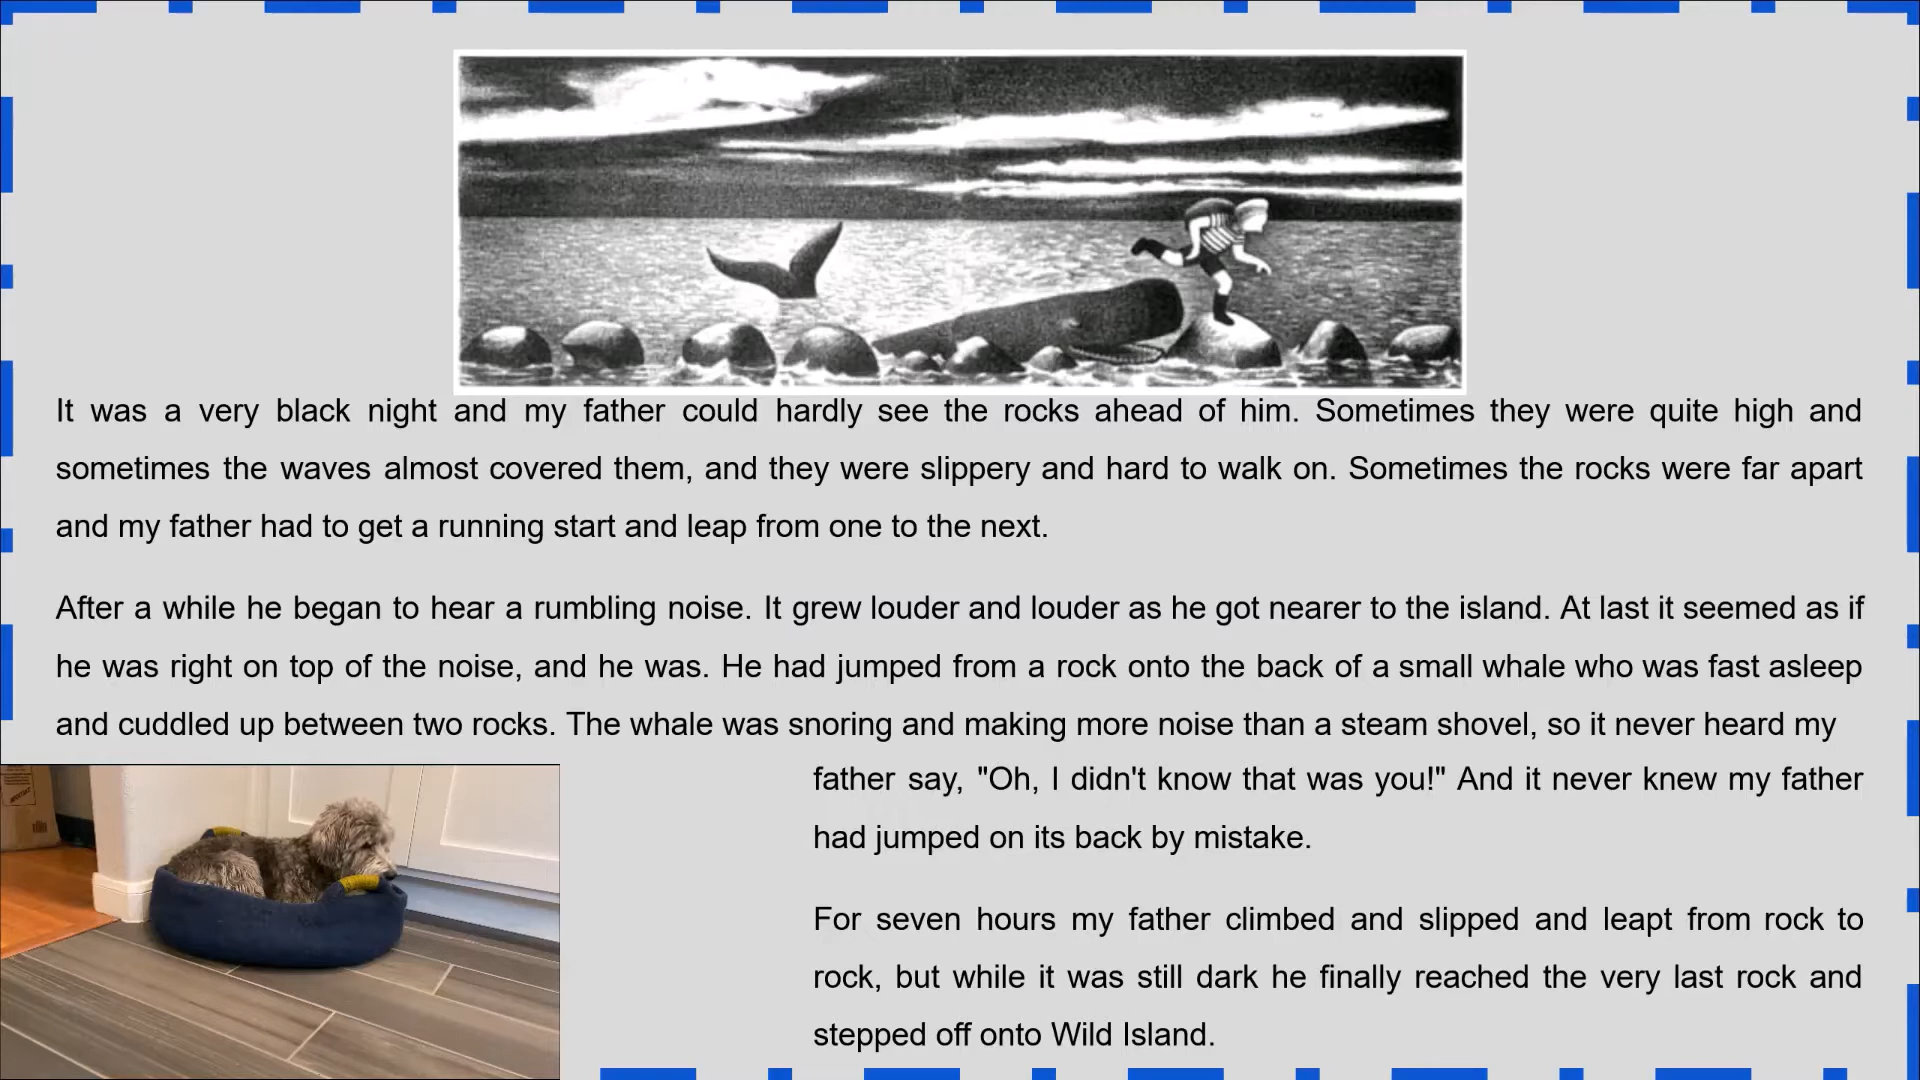 It was a very black night and my father could hardly see the rocks ahead of him. Sometimes they were quite high and
sometimes the waves almost covered them, and they were slippery and hard to walk on. Sometimes the rocks were far apart
and my father had to get a running start and leap from one to the next.
After a while he began to hear a rumbling noise. It grew louder and louder as he got nearer to the island. At last it seemed as if
he was right on top of the noise, and he was. He had jumped from a rock onto the back of a small whale who was fast asleep
and cuddled up between two rocks. The whale was snoring and making more noise than a steam shovel, so it never heard my
father say, "Oh, I didn't know that was you!" And it never knew my father
had jumped on its back by mistake.
For seven hours my father climbed and slipped and leapt from rock to
rock, but while it was still dark he finally reached the very last rock and
stepped off onto Wild Island.